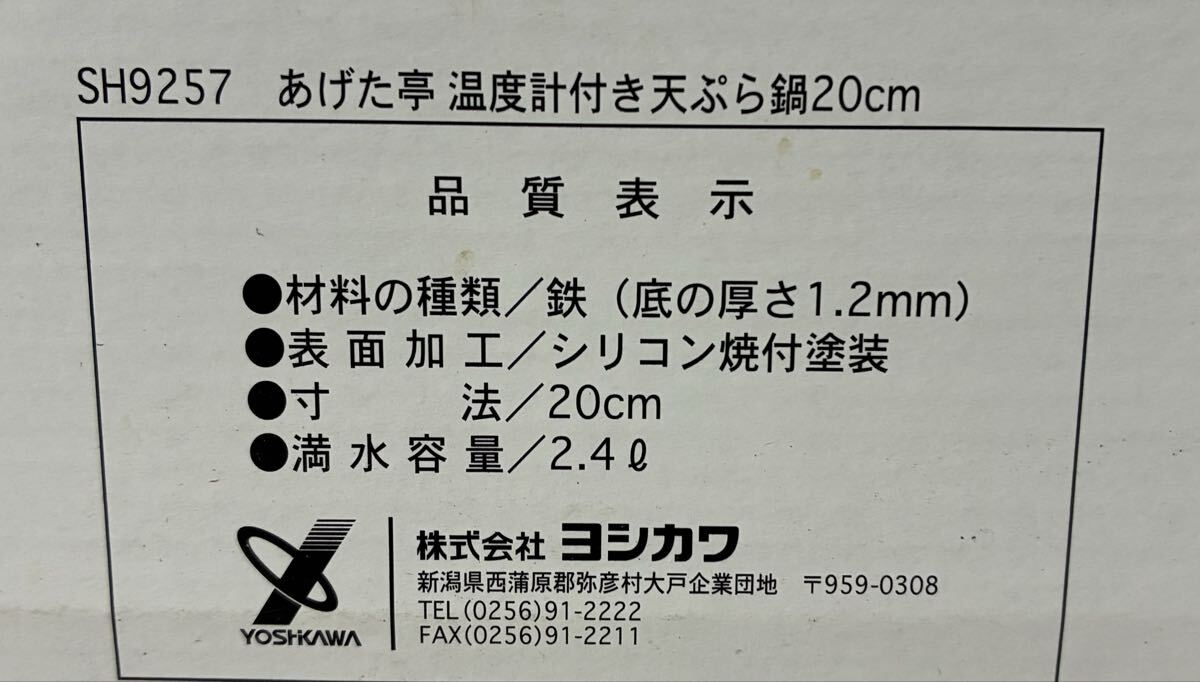 SH9257　あげた亭 温度計付き天ぷら鍋20cm
品 質 表 示
●材料の種類／鉄（底の厚さ1.2mm）
●表 面 加 工／シリコン焼付塗装
●寸　　　法／20cm
●満 水 容 量／2.4ℓ
株式会社 ヨシカワ
新潟県西蒲原郡弥彦村大戸企業団地　〒959-0308
TEL(0256)91-2222
FAX(0256)91-2211
YOSHIKAWA